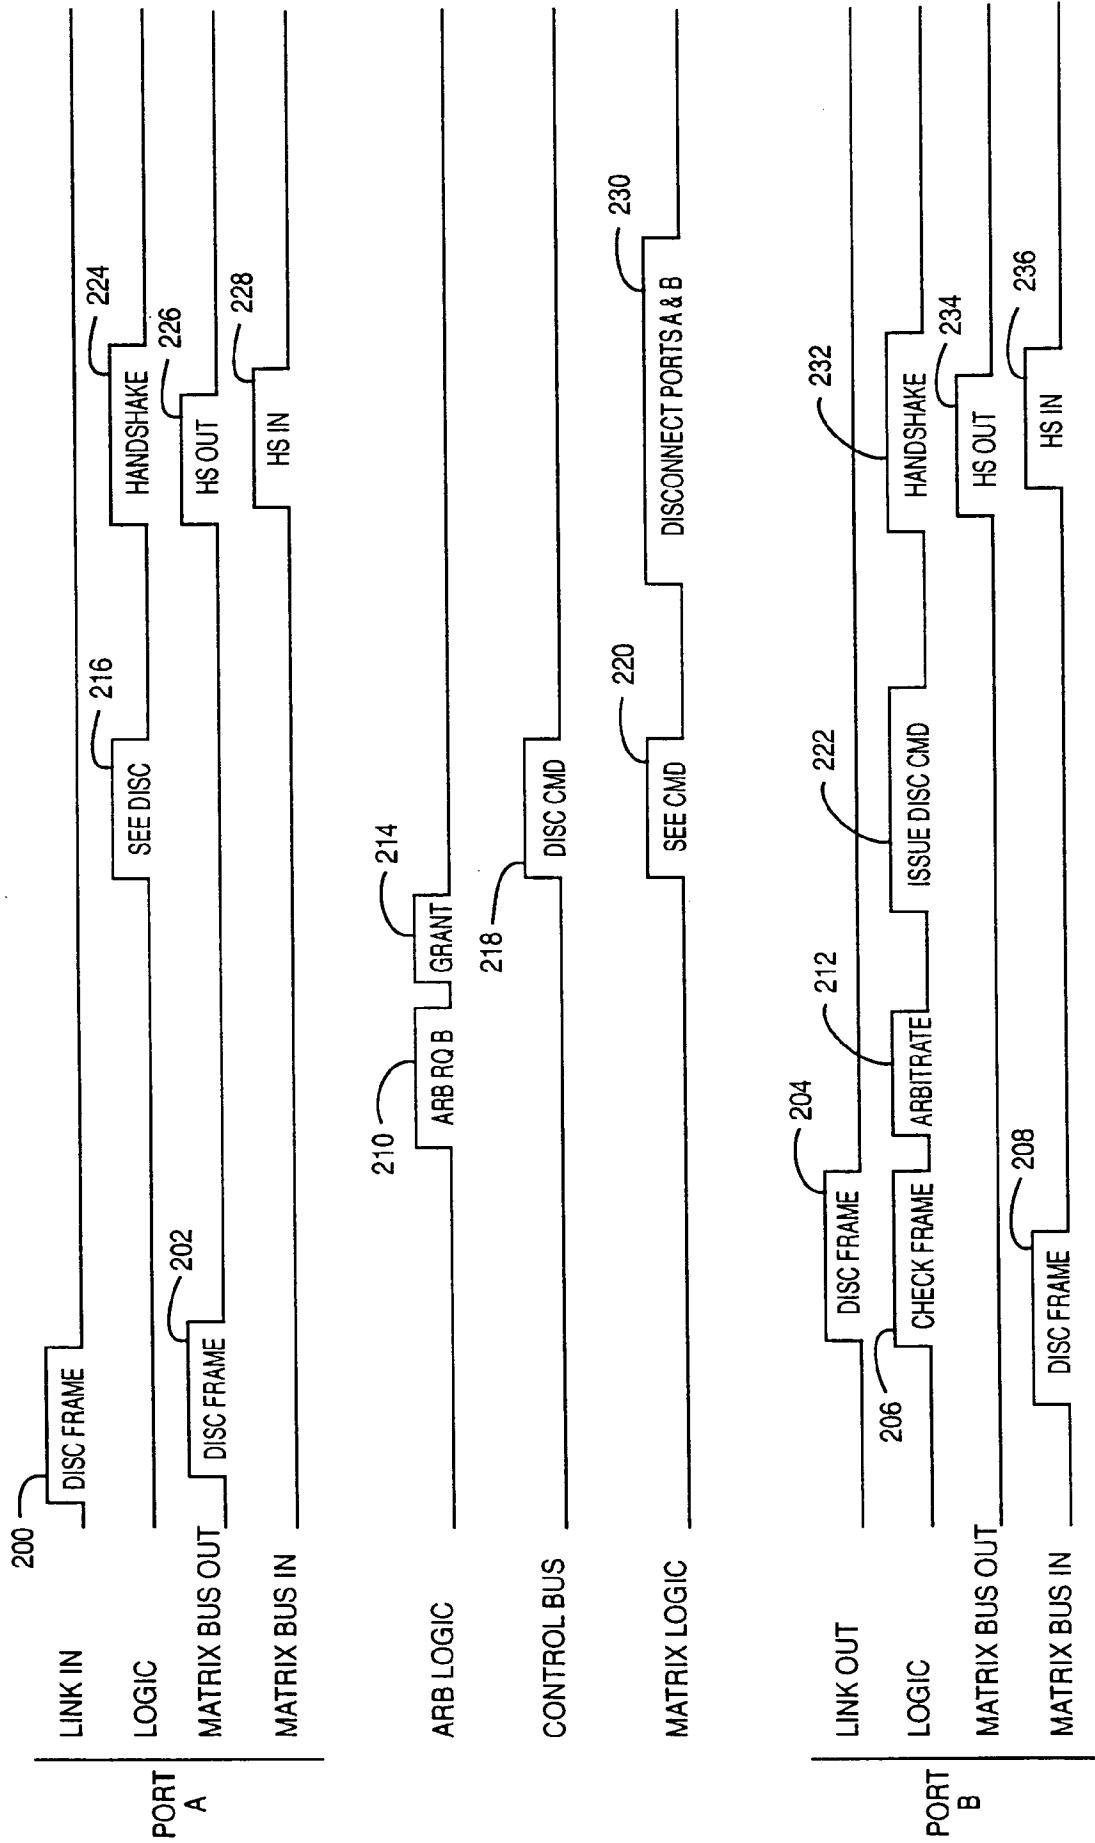 PORT
A
LINK IN
200
DISC FRAME
LOGIC
216
SEE DISC
224
HANDSHAKE
MATRIX BUS OUT
202
DISC FRAME
226
HS OUT
MATRIX BUS IN
228
HS IN
ARB LOGIC
210
ARB RQ B
214
GRANT
CONTROL BUS
218
DISC CMD
MATRIX LOGIC
220
SEE CMD
230
DISCONNECT PORTS A & B
PORT
B
LINK OUT
204
DISC FRAME
LOGIC
206
CHECK FRAME
212
ARBITRATE
222
ISSUE DISC CMD
232
HANDSHAKE
MATRIX BUS OUT
234
HS OUT
MATRIX BUS IN
208
DISC FRAME
236
HS IN